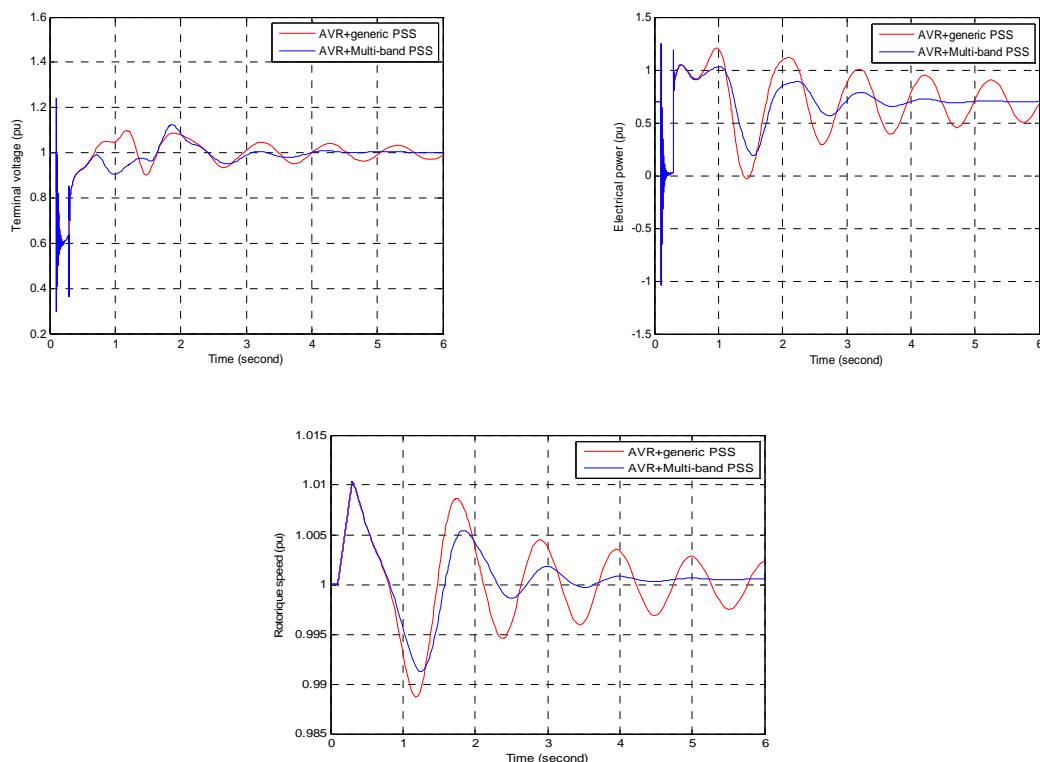 1.6
1.4
1.2
1.0
0.8
0.6
0.4
0.2
Terminal voltage (pu)
0 1 2 3 4 5 6
Time (second)
AVR+generic PSS
AVR+Multi-band PSS
1.5
1
0.5
0
-0.5
-1
-1.5
Electrical power (pu)
0 1 2 3 4 5 6
Time (second)
AVR+generic PSS
AVR+Multi-band PSS
1.015
1.01
1.005
1
0.995
0.99
0.985
Rotorique speed (pu)
0 1 2 3 4 5 6
Time (second)
AVR+generic PSS
AVR+Multi-band PSS